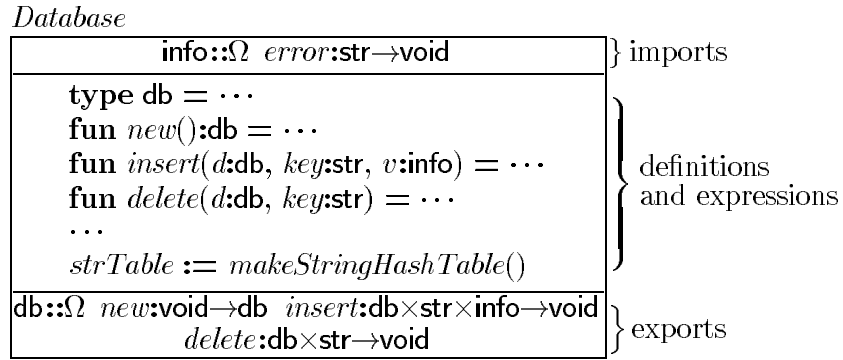 Database
info::Ω error:str→void } imports
type db = ···
fun new():db = ···
fun insert(d:db, key:str, v:info) = ···
fun delete(d:db, key:str) = ···
···
strTable := makeStringHashTable()
definitions
and expressions
db::Ω new:void→db insert:db×str×info→void
delete:db×str→void
exports